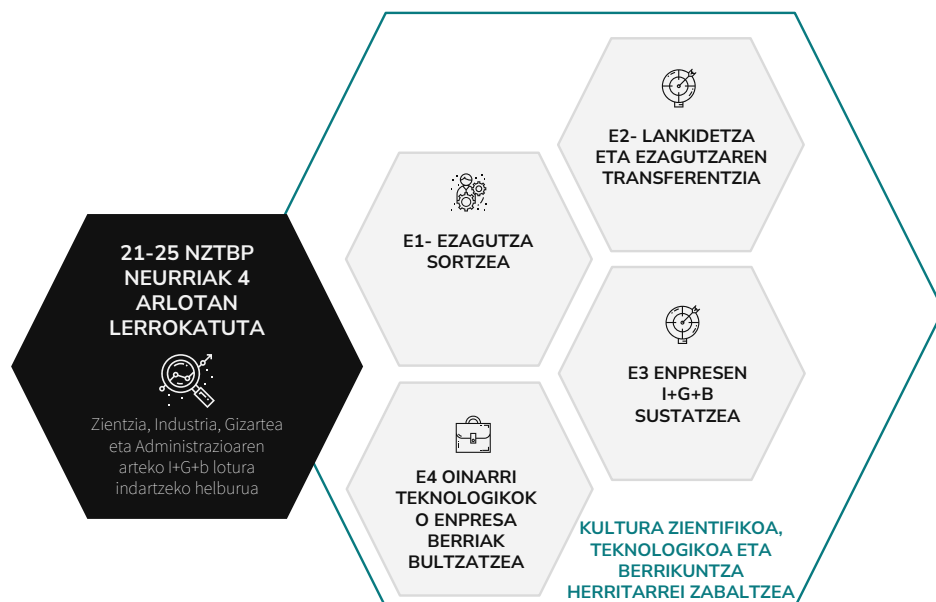 21-25 NZTBP
NEURRIAK 4
ARLOTAN
LERROKATUTA
Zientzia, Industria, Gizartea
eta Administrazioaren
arteko I+G+b lotura
indartzeko helburua
E1- EZAGUTZA
SORTZEA
E2- LANKIDETZA
ETA EZAGUTZAREN
TRANSFERENTZIA
E3 ENPRESEN
I+G+B
SUSTATZEA
E4 OINARRI
TEKNOLOGIKOK
O ENPRESA
BERRIAK
BULTZATZEA
KULTURA ZIENTIFIKOA,
TEKNOLOGIKOA ETA
BERRIKUNTZA
HERRITARREI ZABALTZEA